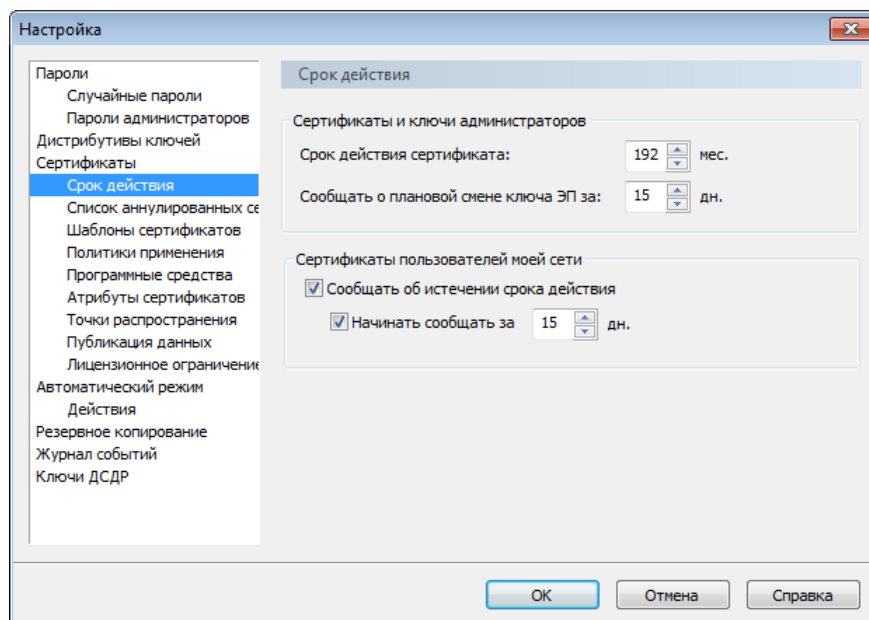 Настройка
Пароли
Случайные пароли
Пароли администраторов
Дистрибутивы ключей
Сертификаты
Срок действия
Список аннулированных се
Шаблоны сертификатов
Политики применения
Программные средства
Атрибуты сертификатов
Точки распространения
Публикация данных
Лицензионное ограничение
Автоматический режим
Действия
Резервное копирование
Журнал событий
Ключи ДСДР
Срок действия
Сертификаты и ключи администраторов
Срок действия сертификата: 192 мес.
Сообщать о плановой смене ключа ЭП за: 15 дн.
Сертификаты пользователей моей сети
Сообщать об истечении срока действия
Начинать сообщать за 15 дн.
OK Отмена Справка